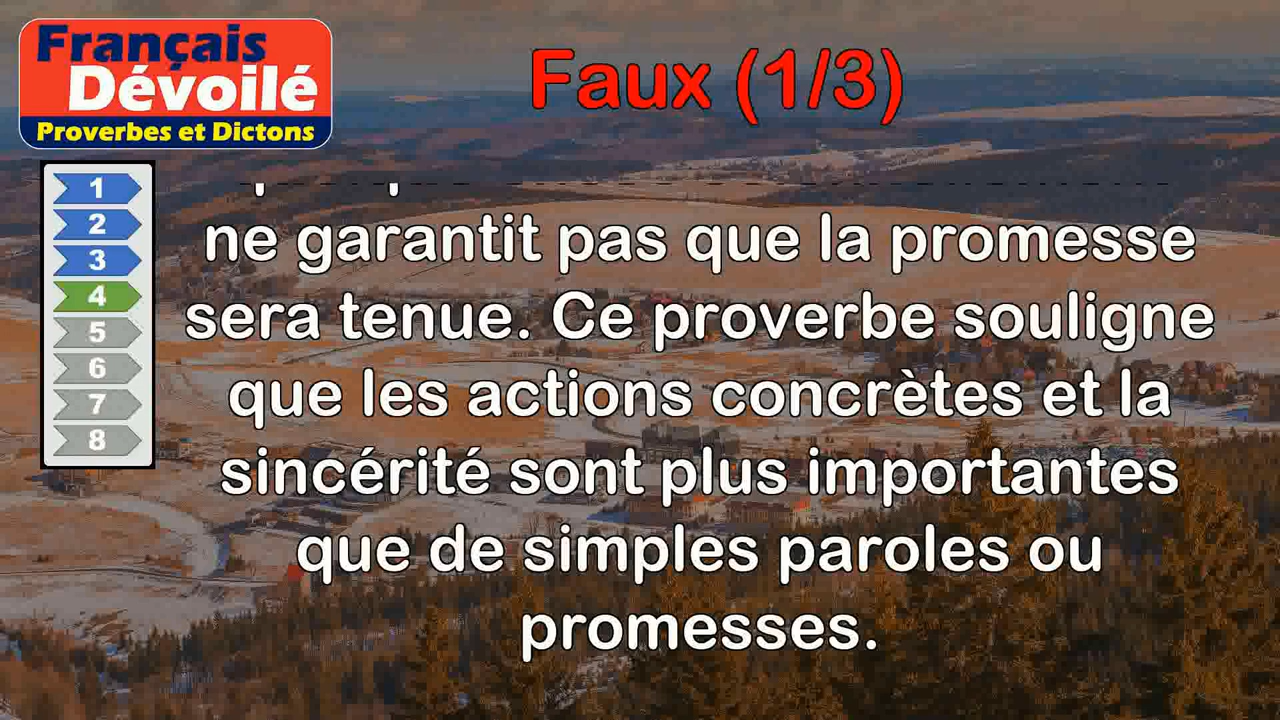 Français
Dévoilé
Proverbes et Dictons
Faux (1/3)
1
2
3
4
5
6
7
8
ne garantit pas que la promesse
sera tenue. Ce proverbe souligne
que les actions concrètes et la
sincérité sont plus importantes
que de simples paroles ou
promesses.